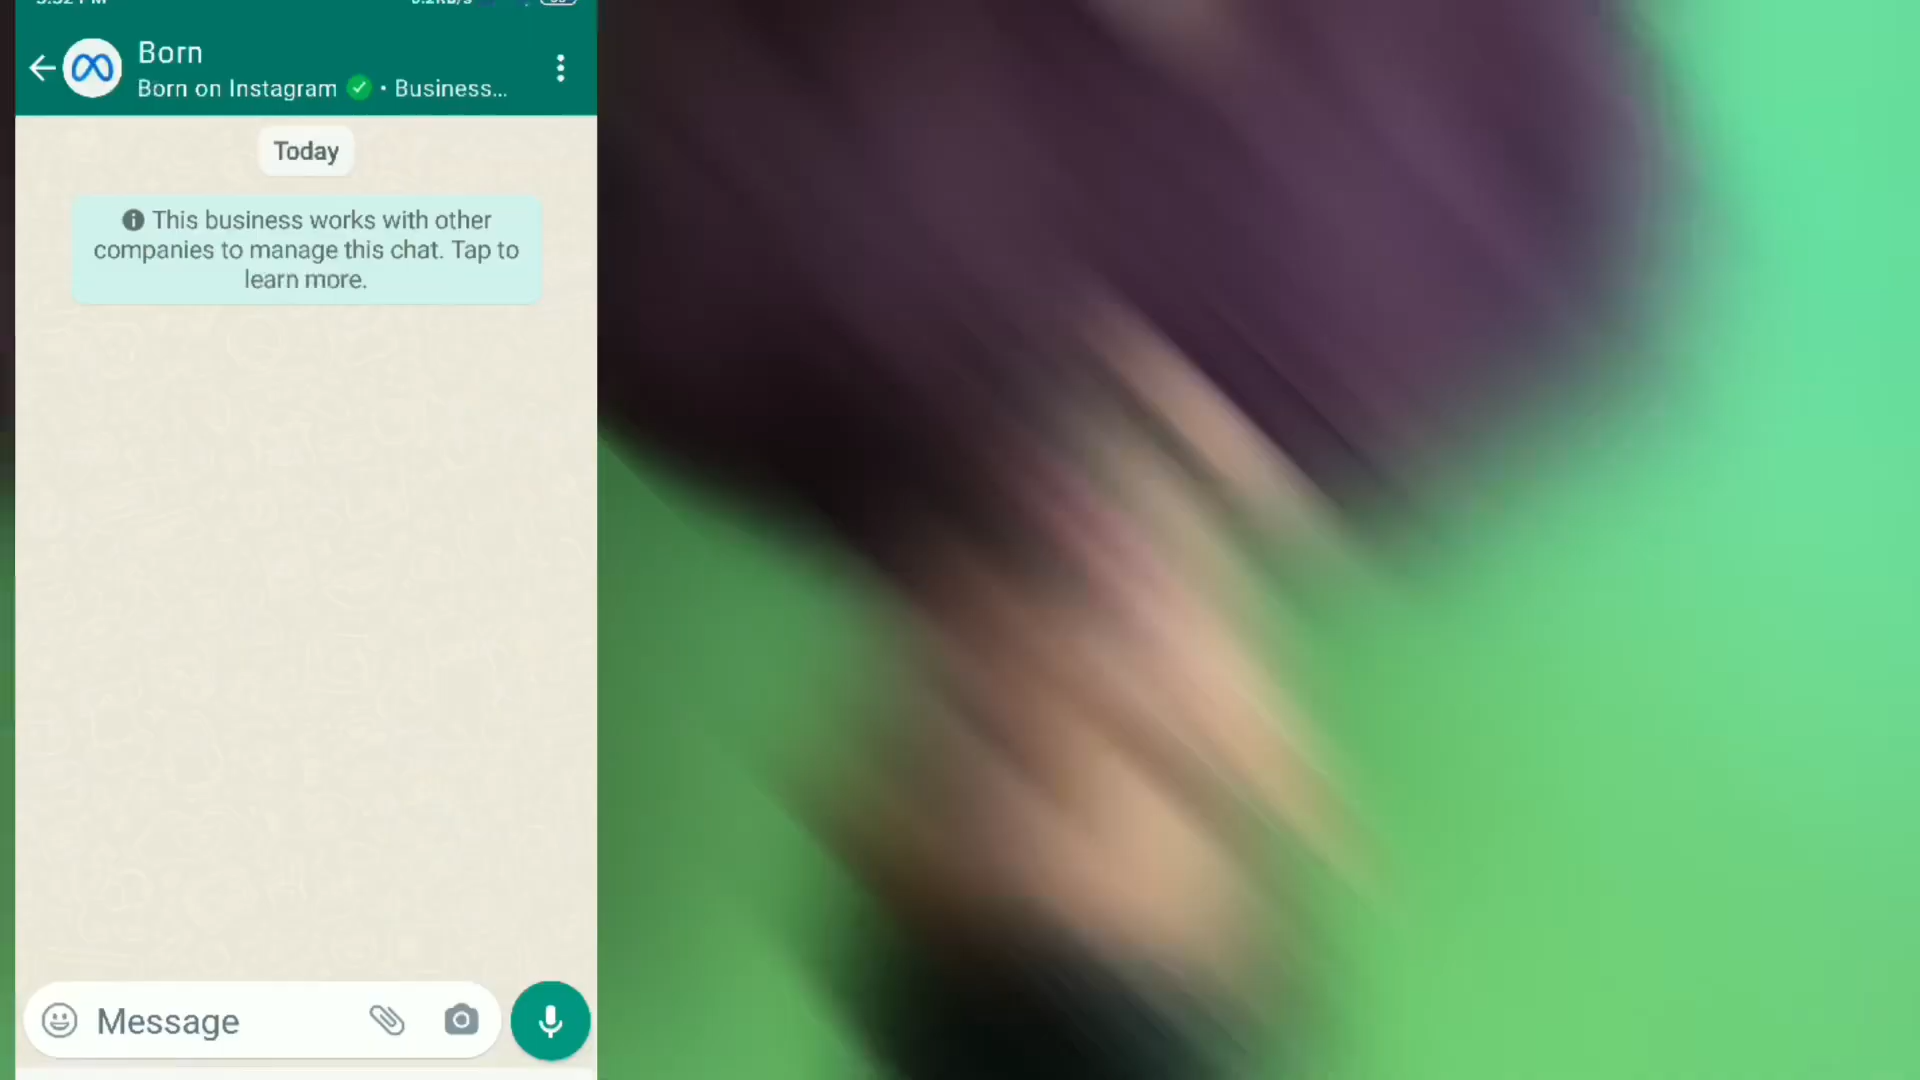 Born
Born on Instagram • Business...
Today
This business works with other
companies to manage this chat. Tap to
learn more.
Message